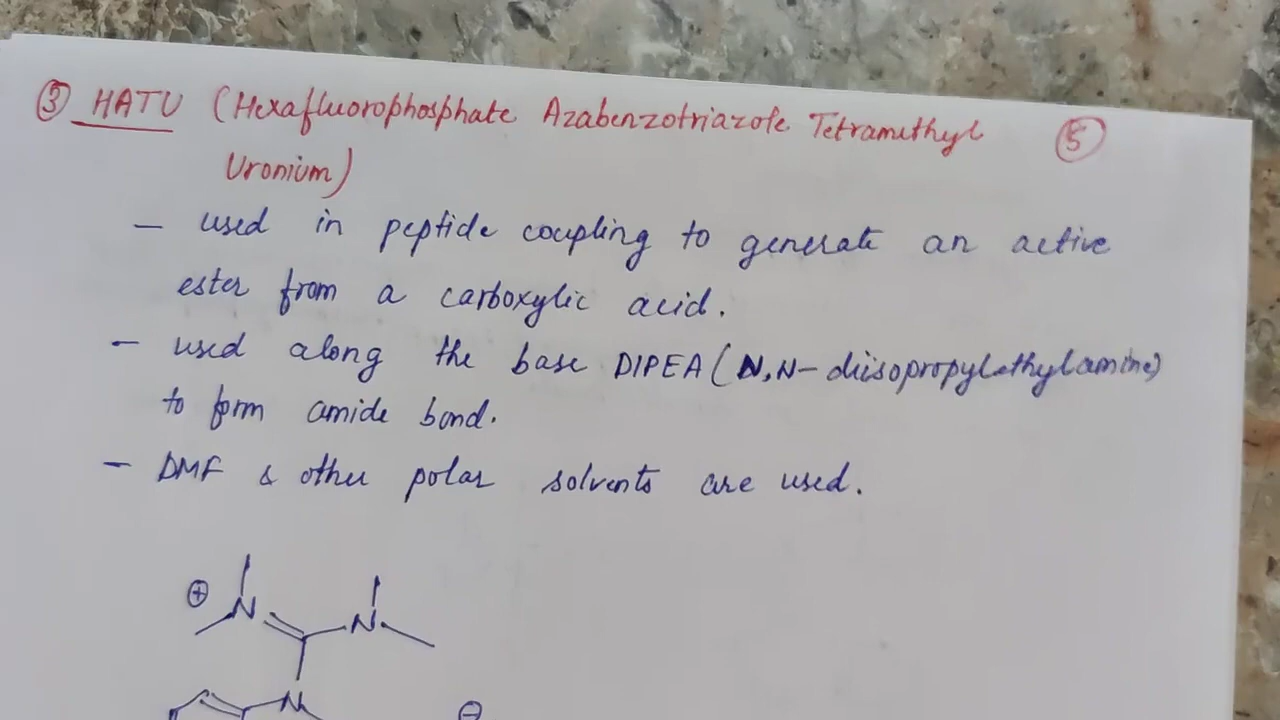 ③ HATU (Hexafluorophosphate Azabenzotriazole Tetramethyl ⑤
Uronium)
– used in peptide coupling to generate an active
ester from a carboxylic acid.
– used along the base DIPEA (N,N-diisopropylethylamine)
to form amide bond.
– DMF & other polar solvents are used.
⊕
N N
N
⊖